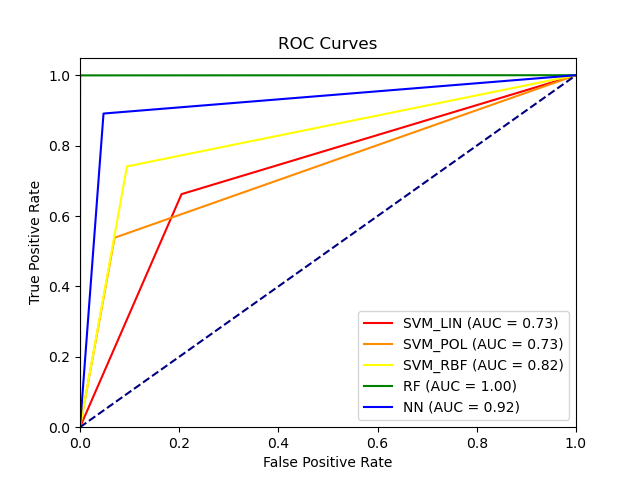 ROC Curves
True Positive Rate
1.0
0.8
0.6
0.4
0.2
0.0
SVM_LIN (AUC = 0.73)
SVM_POL (AUC = 0.73)
SVM_RBF (AUC = 0.82)
RF (AUC = 1.00)
NN (AUC = 0.92)
0.0 0.2 0.4 0.6 0.8 1.0
False Positive Rate